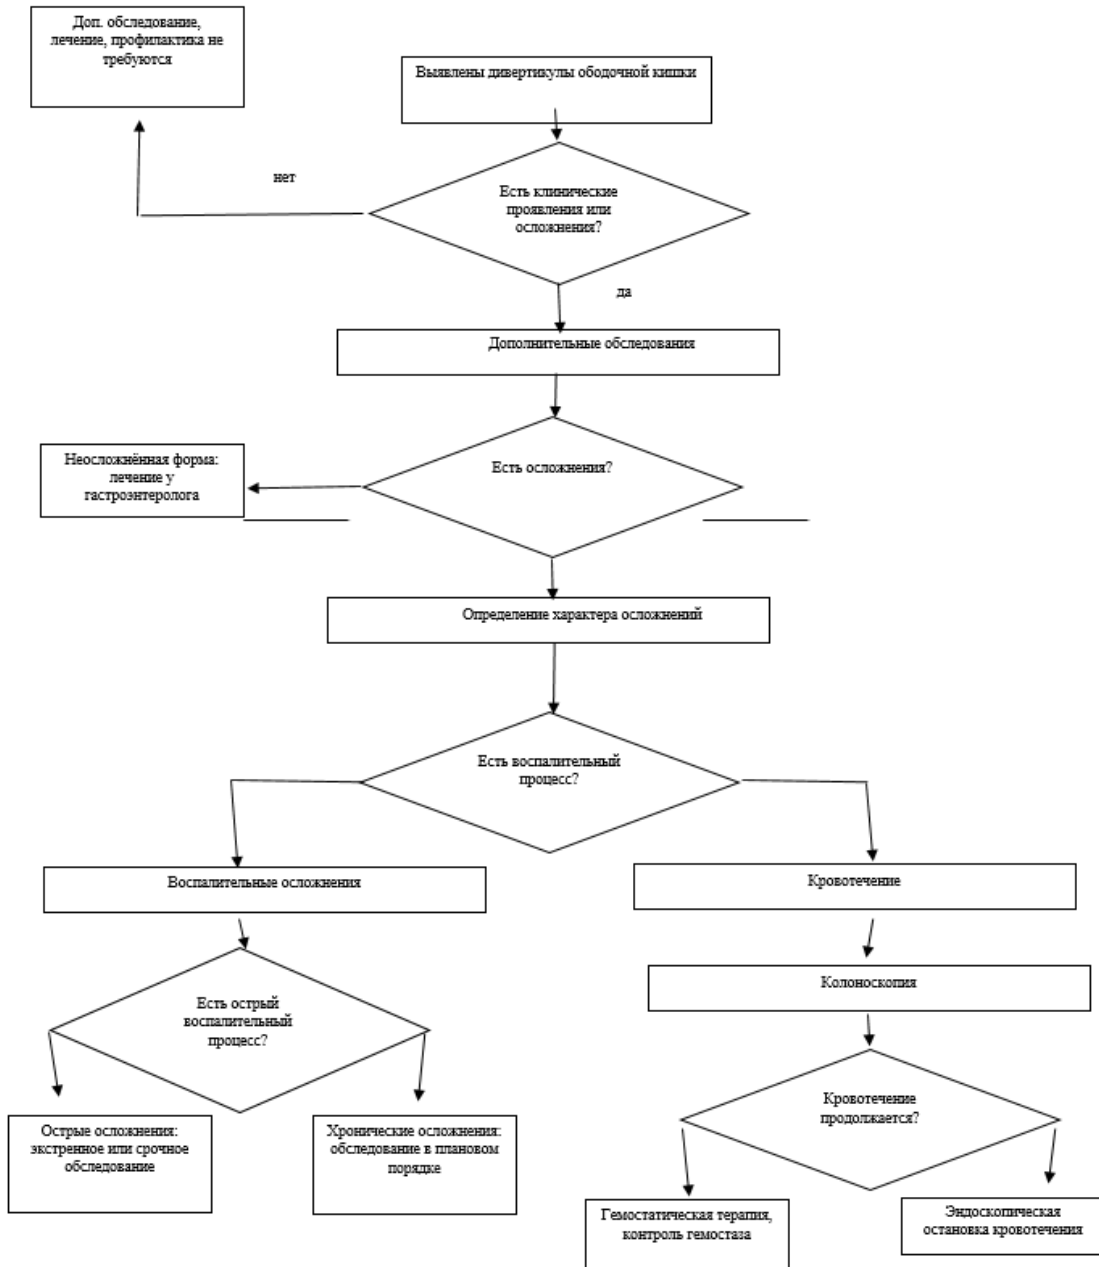 Доп. обследование,
лечение, профилактика не
требуются
Выявлены дивертикулы ободочной кишки
нет
Есть клинические
проявления или
осложнения?
да
Дополнительные обследования
Неосложнённая форма:
лечение у
гастроэнтеролога
Есть осложнения?
Определение характера осложнений
Есть воспалительный
процесс?
Воспалительные осложнения
Кровотечение
Колоноскопия
Есть острый
воспалительный
процесс?
Кровотечение
продолжается?
Острые осложнения:
экстренное или срочное
обследование
Хронические осложнения:
обследование в плановом
порядке
Гемостатическая терапия,
контроль гемостаза
Эндоскопическая
остановка кровотечения